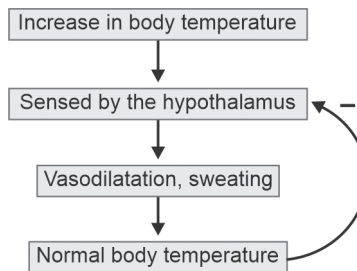 Increase in body temperature
Sensed by the hypothalamus
–
Vasodilatation, sweating
Normal body temperature